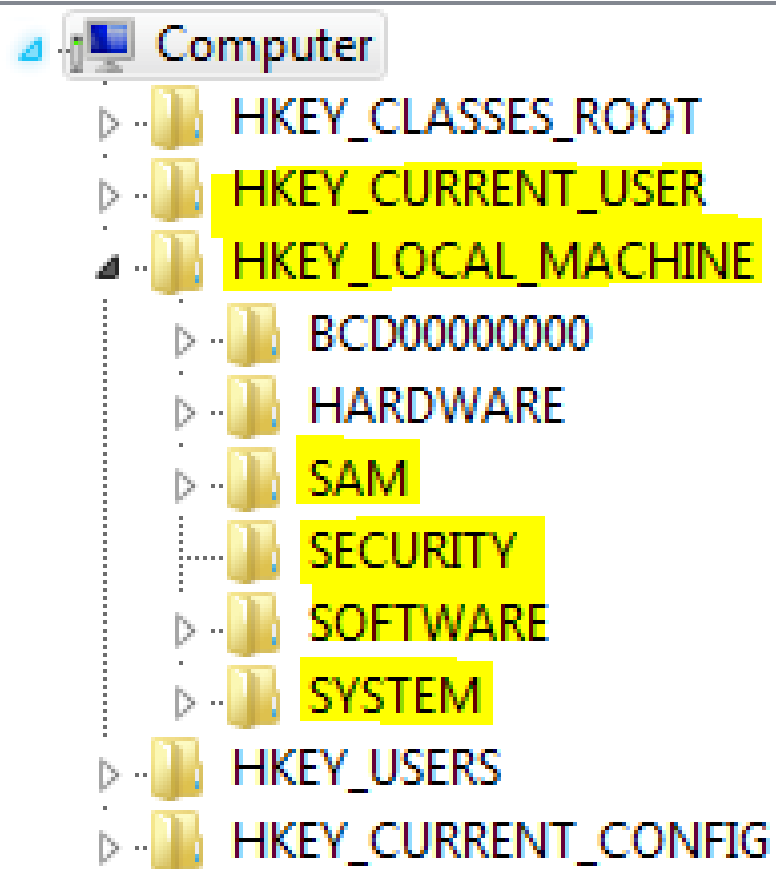 Computer
HKEY_CLASSES_ROOT
HKEY_CURRENT_USER
HKEY_LOCAL_MACHINE
BCD00000000
HARDWARE
SAM
SECURITY
SOFTWARE
SYSTEM
HKEY_USERS
HKEY_CURRENT_CONFIG